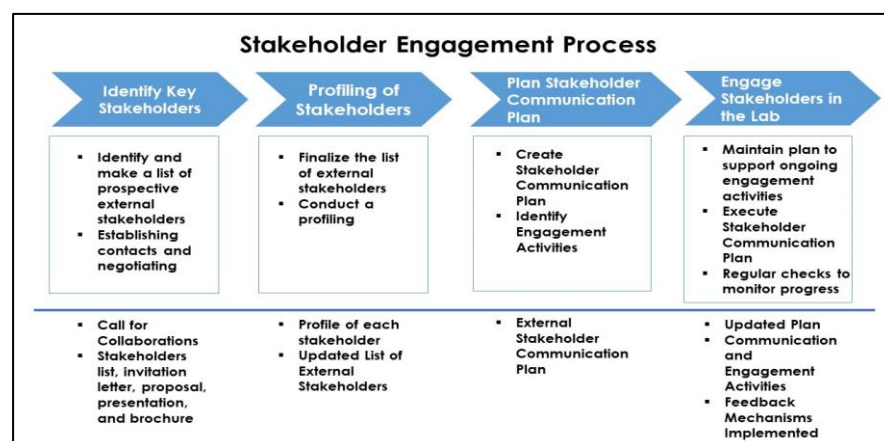 Stakeholder Engagement Process
Identify Key
Stakeholders
Profiling of
Stakeholders
Plan Stakeholder
Communication
Plan
Engage
Stakeholders in
the Lab
▪ Identify and
make a list of
prospective
external
stakeholders
▪ Establishing
contacts and
negotiating
▪ Finalize the list
of external
stakeholders
▪ Conduct a
profiling
▪ Create
Stakeholder
Communication
Plan
▪ Identify
Engagement
Activities
▪ Maintain plan to
support ongoing
engagement
activities
▪ Execute
Stakeholder
Communication
Plan
▪ Regular checks to
monitor progress
▪ Call for
Collaborations
▪ Stakeholders
list, invitation
letter, proposal,
presentation,
and brochure
▪ Profile of each
stakeholder
▪ Updated List of
External
Stakeholders
▪ External
Stakeholder
Communication
Plan
▪ Updated Plan
▪ Communication
and
Engagement
Activities
▪ Feedback
Mechanisms
Implemented